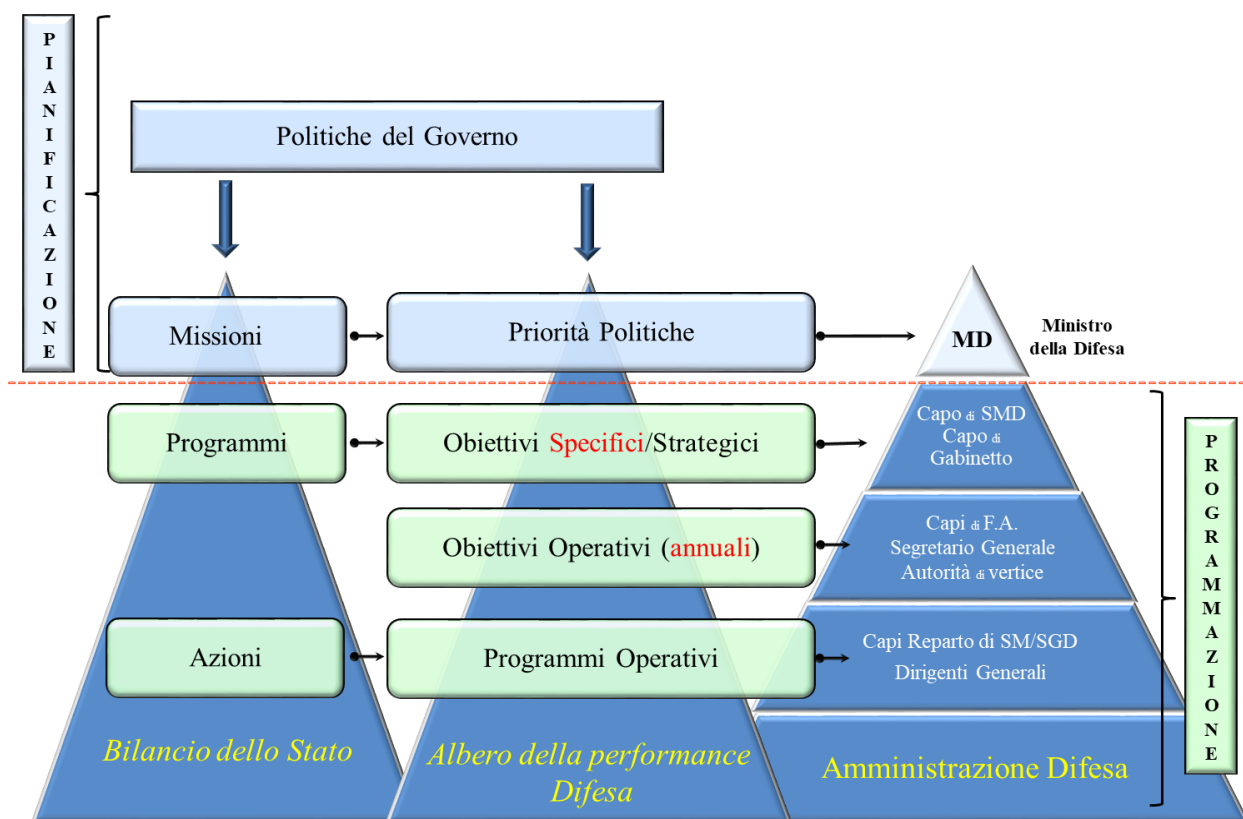 PIANIFICAZIONE
Politiche del Governo
Missioni
Priorità Politiche
MD
Ministro
della Difesa
Programmi
Obiettivi Specifici/Strategici
Capo di SMD
Capo di
Gabinetto
Obiettivi Operativi (annuali)
Capi di F.A.
Segretario Generale
Autorità di vertice
Azioni
Programmi Operativi
Capi Reparto di SM/SGD
Dirigenti Generali
Bilancio dello Stato
Albero della performance
Difesa
Amministrazione Difesa
PROGRAMMAZIONE